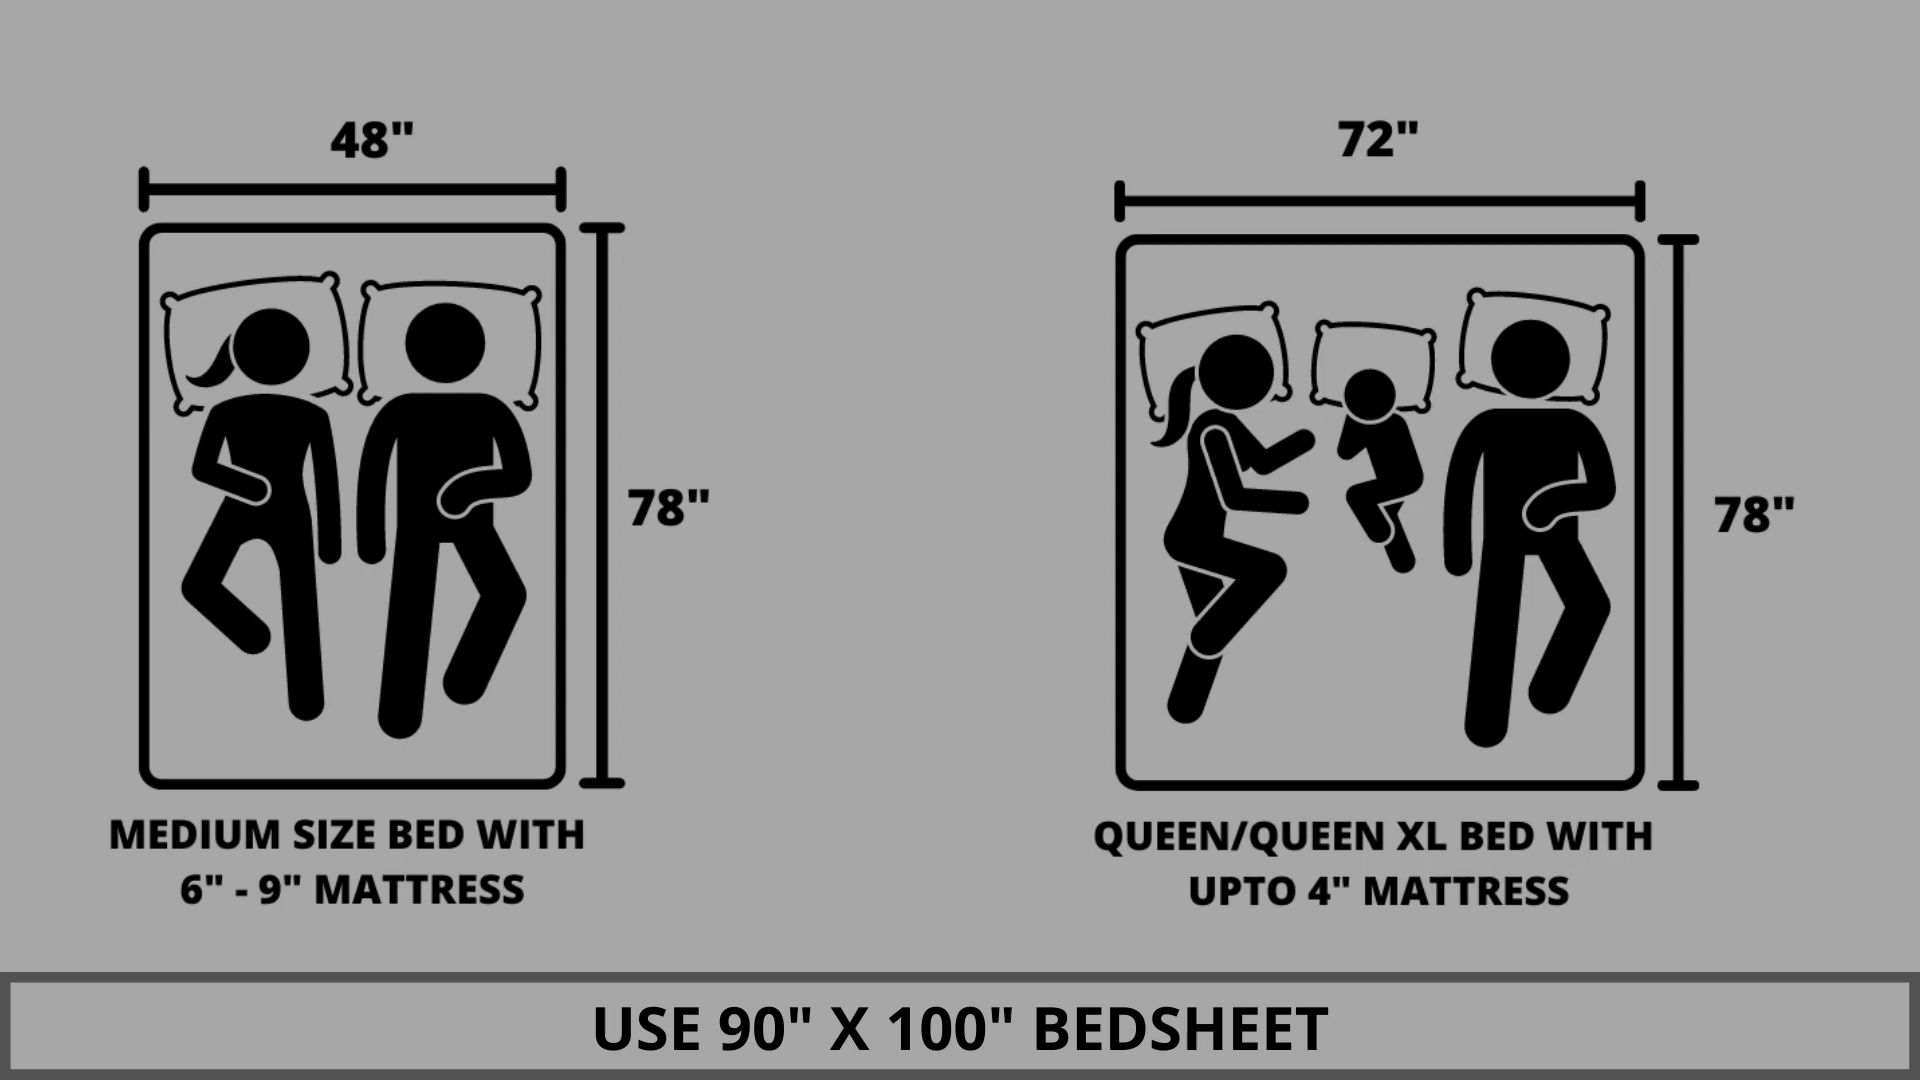 48"
78"
MEDIUM SIZE BED WITH
6" - 9" MATTRESS
72"
78"
QUEEN/QUEEN XL BED WITH
UPTO 4" MATTRESS
USE 90" X 100" BEDSHEET